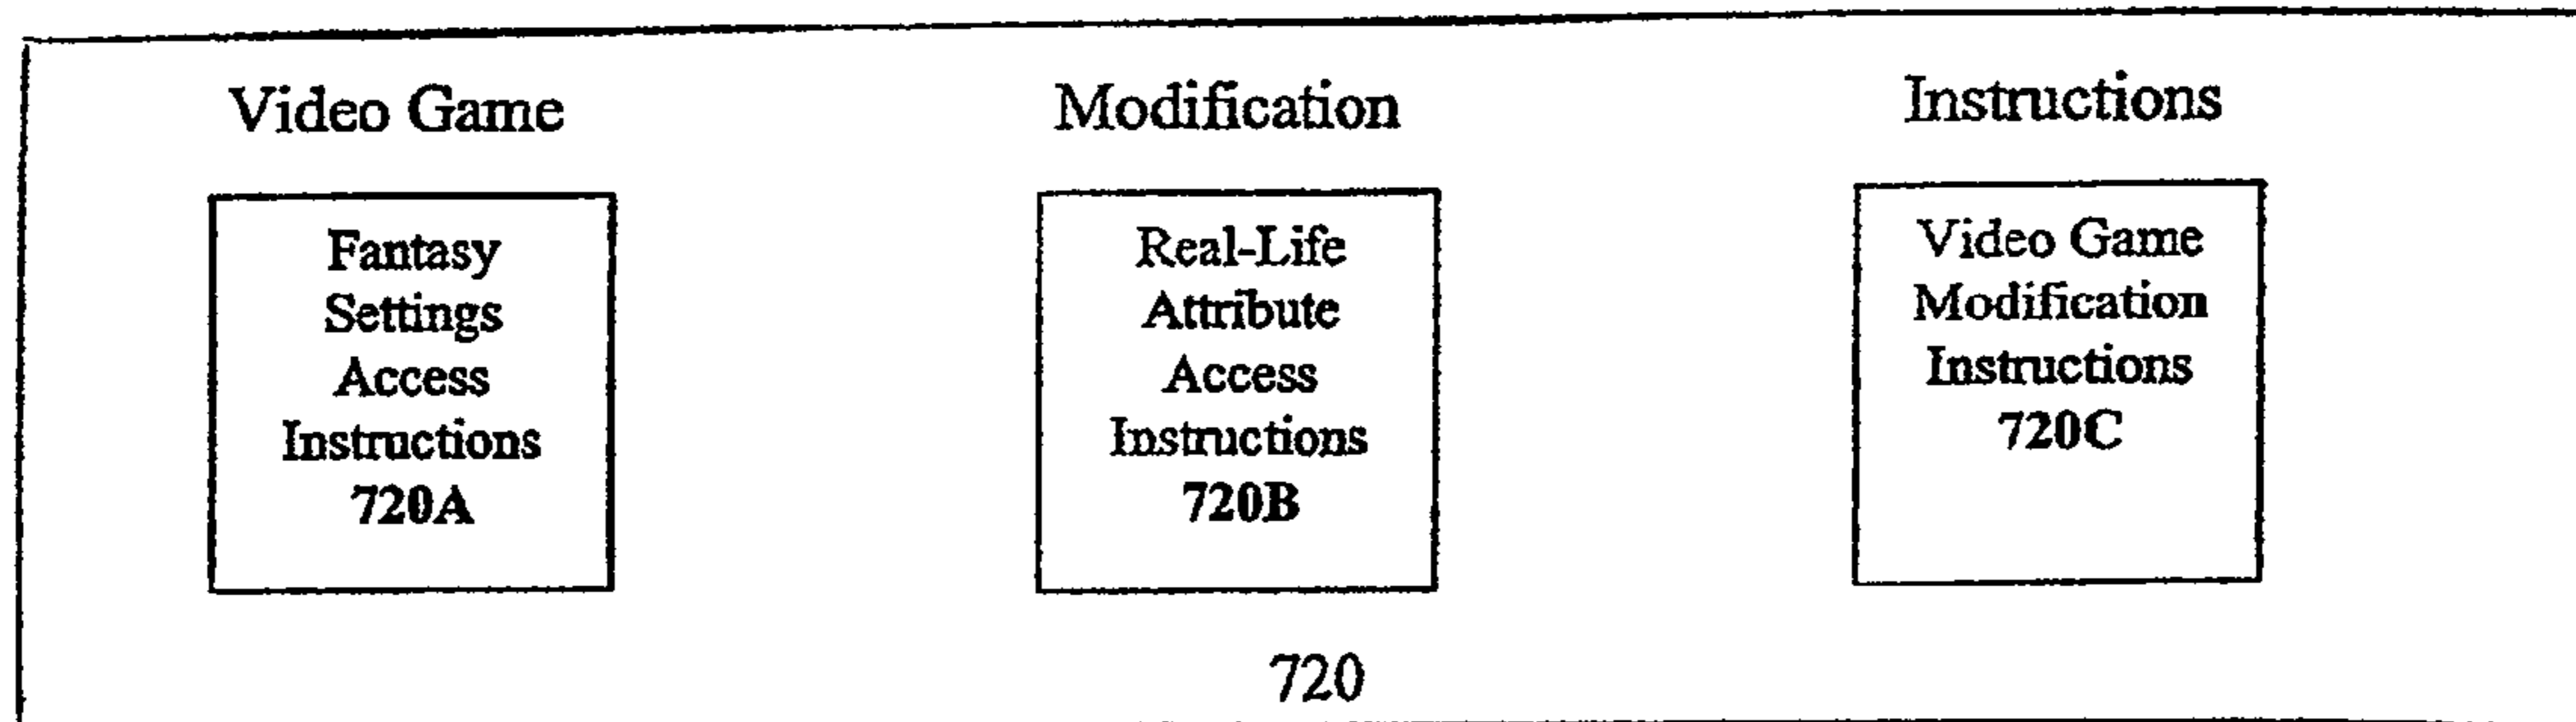 Video Game Modification Instructions
Fantasy
Settings
Access
Instructions
720A
Real-Life
Attribute
Access
Instructions
720B
Video Game
Modification
Instructions
720C
720